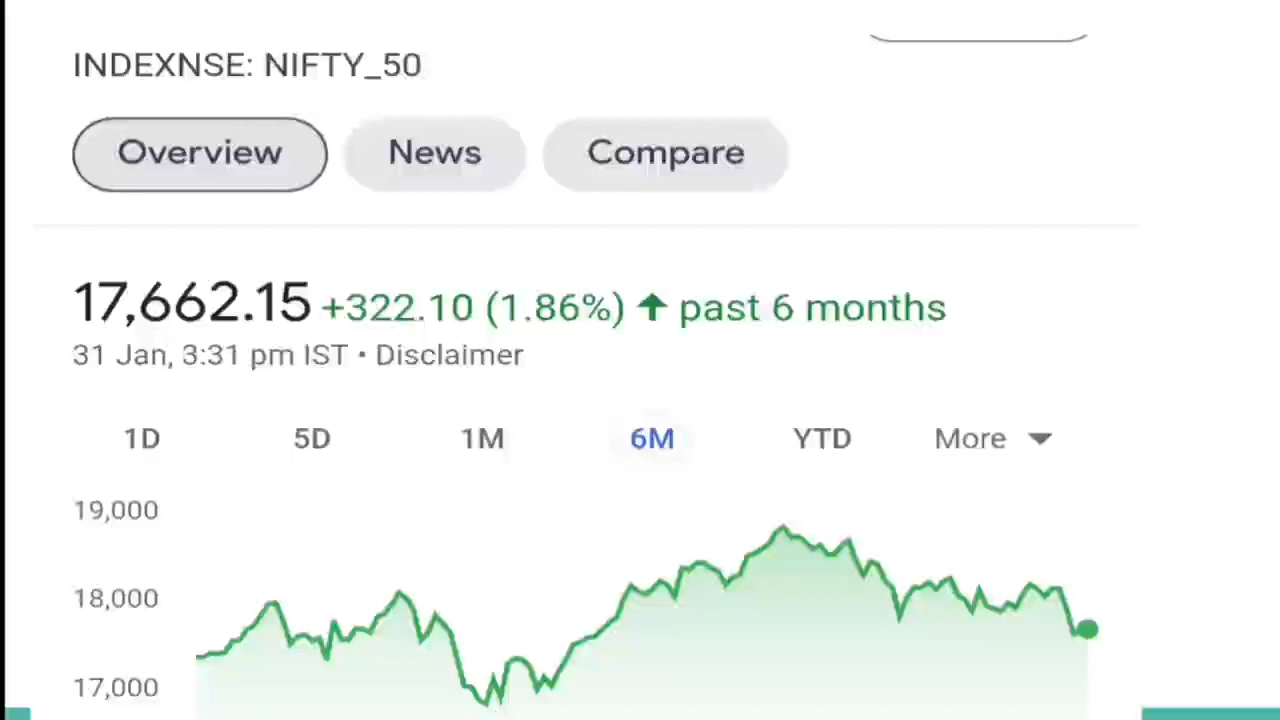 INDEXNSE: NIFTY_50
Overview News Compare
17,662.15 +322.10 (1.86%) ↑ past 6 months
31 Jan, 3:31 pm IST • Disclaimer
1D 5D 1M 6M YTD More
19,000
18,000
17,000